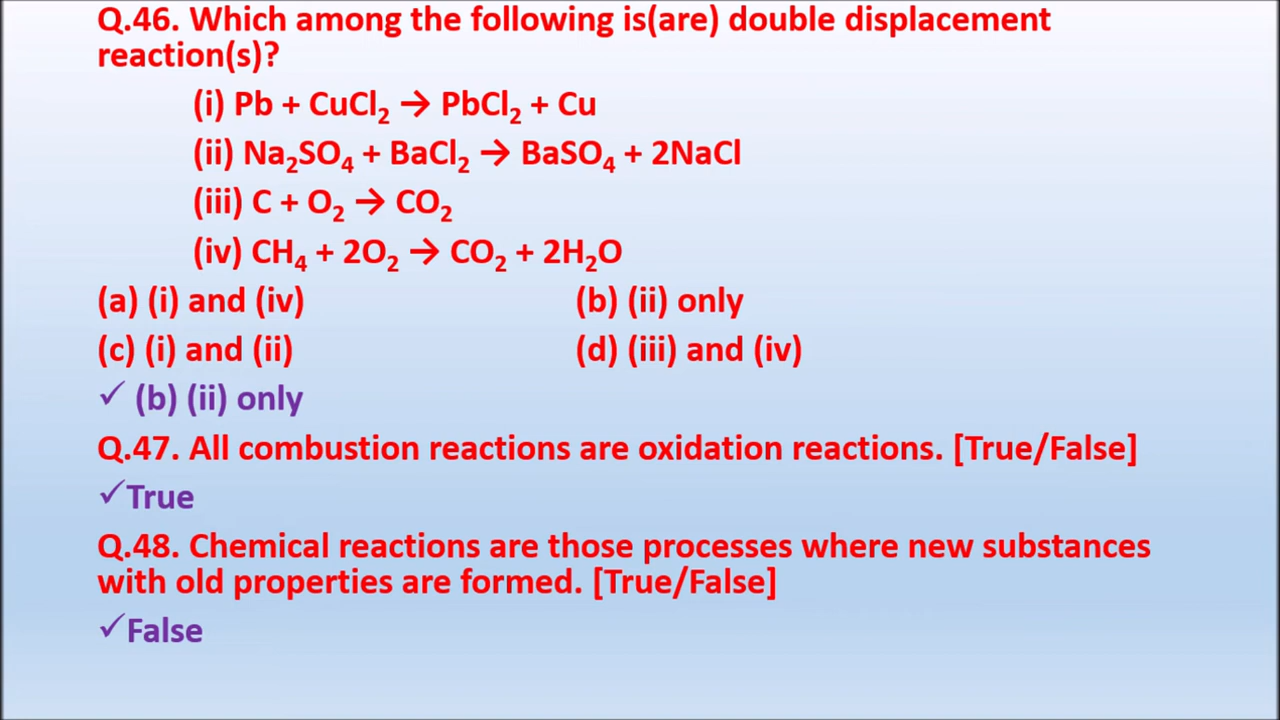 Q.46. Which among the following is(are) double displacement
reaction(s)?
(i) Pb + CuCl₂ → PbCl₂ + Cu
(ii) Na₂SO₄ + BaCl₂ → BaSO₄ + 2NaCl
(iii) C + O₂ → CO₂
(iv) CH₄ + 2O₂ → CO₂ + 2H₂O
(a) (i) and (iv) (b) (ii) only
(c) (i) and (ii) (d) (iii) and (iv)
✓ (b) (ii) only
Q.47. All combustion reactions are oxidation reactions. [True/False]
✓True
Q.48. Chemical reactions are those processes where new substances
with old properties are formed. [True/False]
✓False